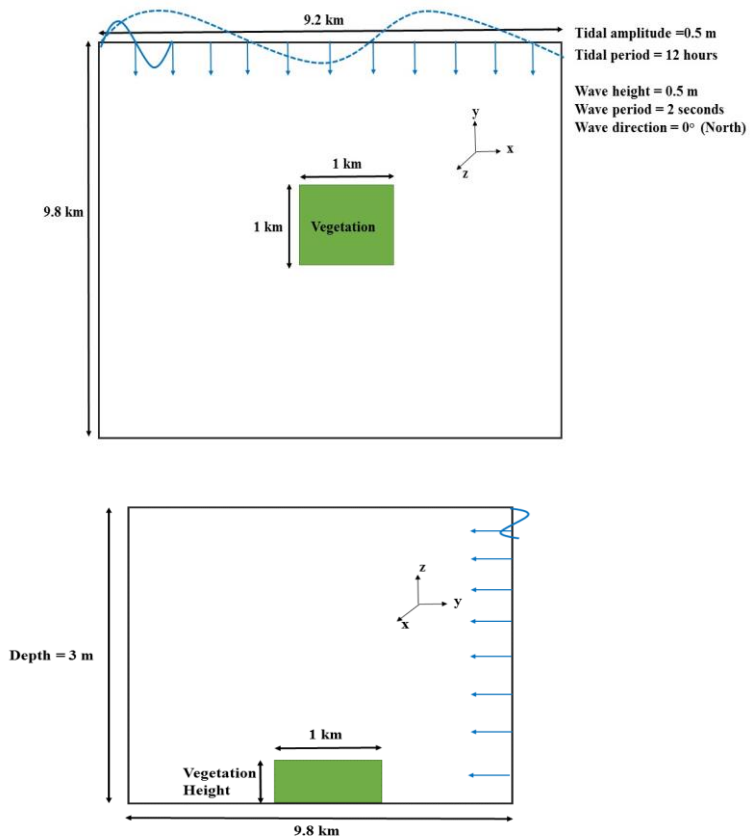 9.2 km
Tidal amplitude =0.5 m
Tidal period = 12 hours
Wave height = 0.5 m
Wave period = 2 seconds
Wave direction = 0° (North)
y
x
z
1 km
9.8 km
1 km
Vegetation
z
y
x
Depth = 3 m
1 km
Vegetation
Height
9.8 km